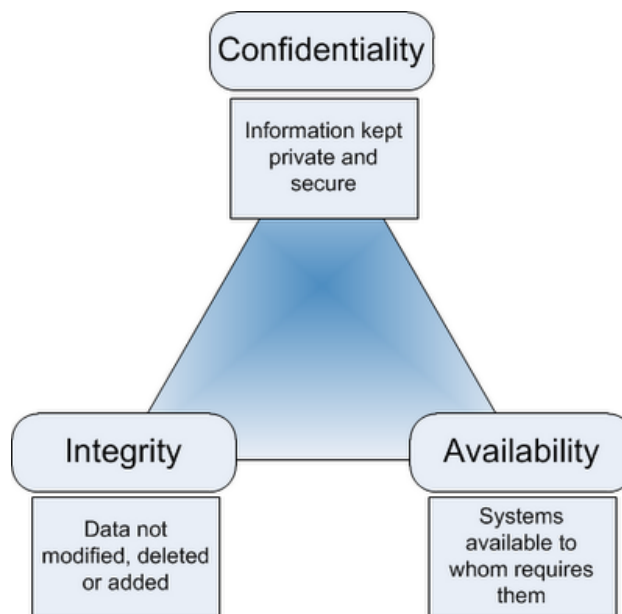 Confidentiality
Information kept
private and
secure
Integrity
Data not
modified, deleted
or added
Availability
Systems
available to
whom requires
them